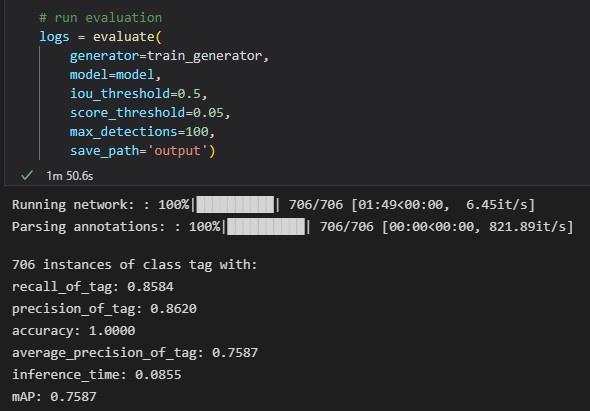 # run evaluation
logs = evaluate(
generator=train_generator,
model=model,
iou_threshold=0.5,
score_threshold=0.05,
max_detections=100,
save_path='output')
1m 50.6s
Running network: : 100%|██████████| 706/706 [01:49<00:00,  6.45it/s]
Parsing annotations: : 100%|██████████| 706/706 [00:00<00:00, 821.89it/s]
706 instances of class tag with:
recall_of_tag: 0.8584
precision_of_tag: 0.8620
accuracy: 1.0000
average_precision_of_tag: 0.7587
inference_time: 0.0855
mAP: 0.7587